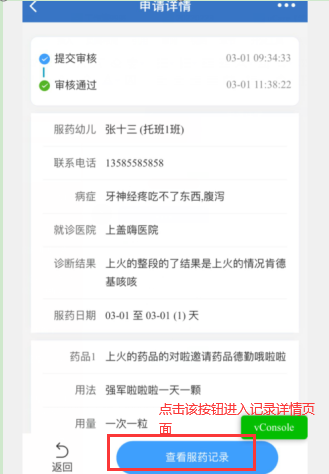 申请详情
提交审核 03-01 09:34:33
审核通过 03-01 11:38:22
服药幼儿 张十三 (托班1班)
联系电话 13585585858
病症 牙神经疼吃不了东西,腹泻
就诊医院 上盖嗨医院
诊断结果 上火的整段的了结果是上火的情况肯德
基咳咳
服药日期 03-01 至 03-01 (1) 天
药品1 上火的药品的对啦邀请药品德勤哦啦啦
用法 强军啦啦啦一天一颗
点击该按钮进入记录详情页
面
用量 一次一粒
vConsole
返回
查看服药记录